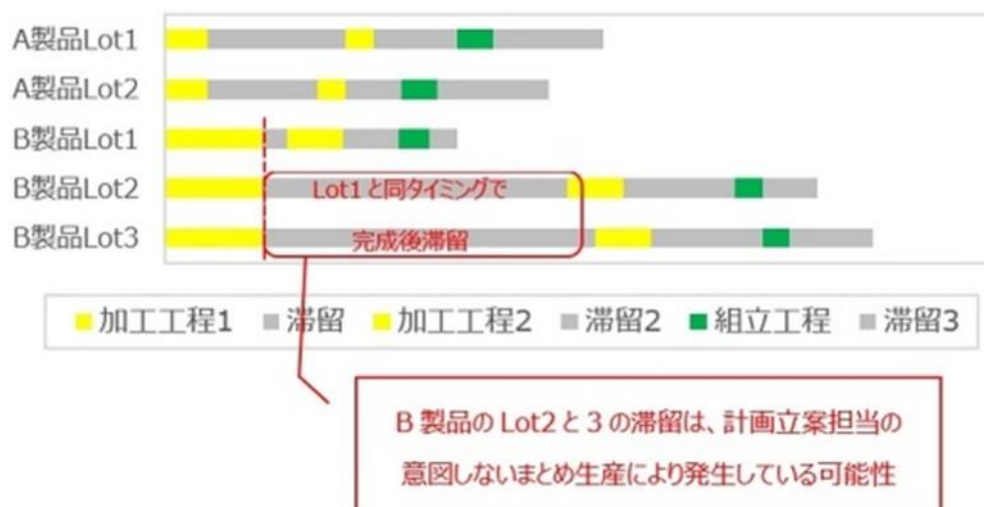 A製品Lot1
A製品Lot2
B製品Lot1
B製品Lot2
B製品Lot3
Lot1と同タイミングで
完成後滞留
加工工程1 滞留 加工工程2 滞留2 組立工程 滞留3
B製品のLot2と3の滞留は、計画立案担当の
意図しないまとめ生産により発生している可能性